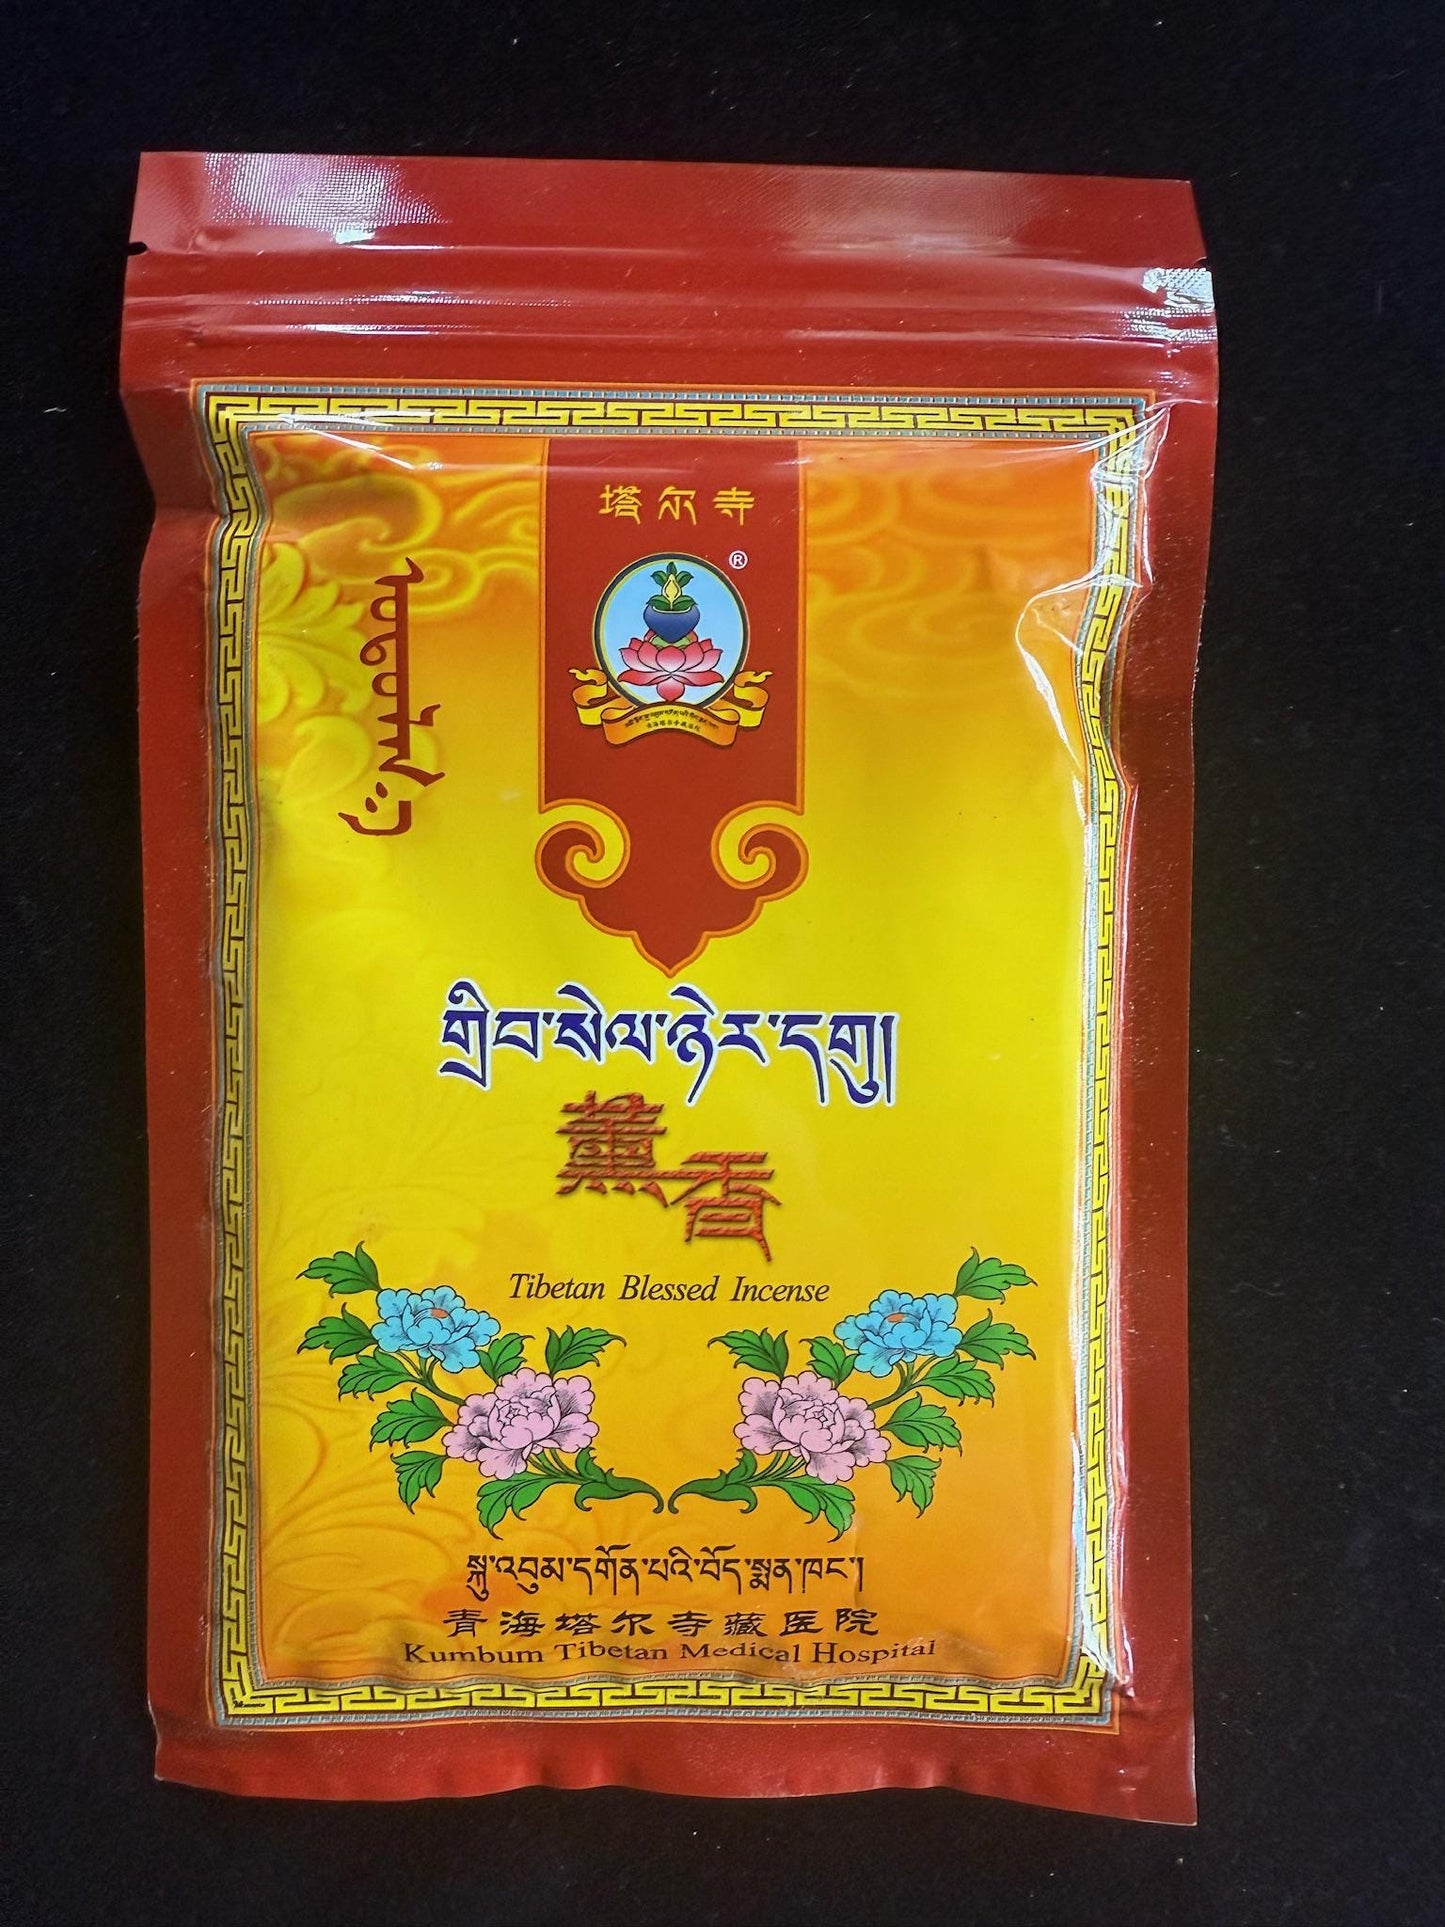 塔尔寺
®
གྲིབ་སེལ་ཉེར་དགུ།
薰香
Tibetan Blessed Incense
སྐུ་འབུམ་དགོན་པའི་བོད་སྨན་ཁང་།
青海塔尔寺藏医院
Kumbum Tibetan Medical Hospital